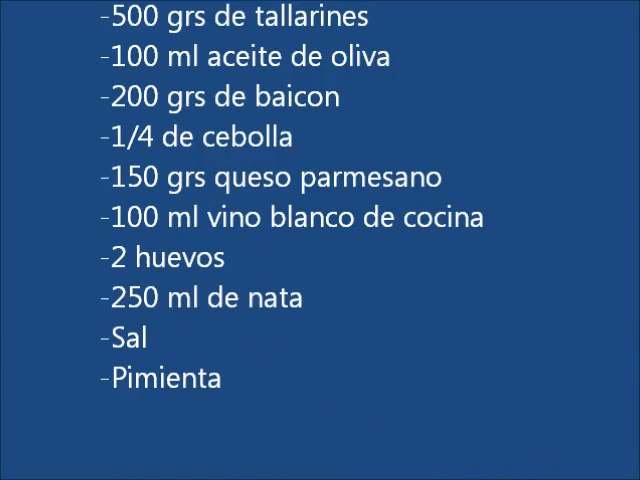 -500 grs de tallarines
-100 ml aceite de oliva
-200 grs de baicon
-1/4 de cebolla
-150 grs queso parmesano
-100 ml vino blanco de cocina
-2 huevos
-250 ml de nata
-Sal
-Pimienta